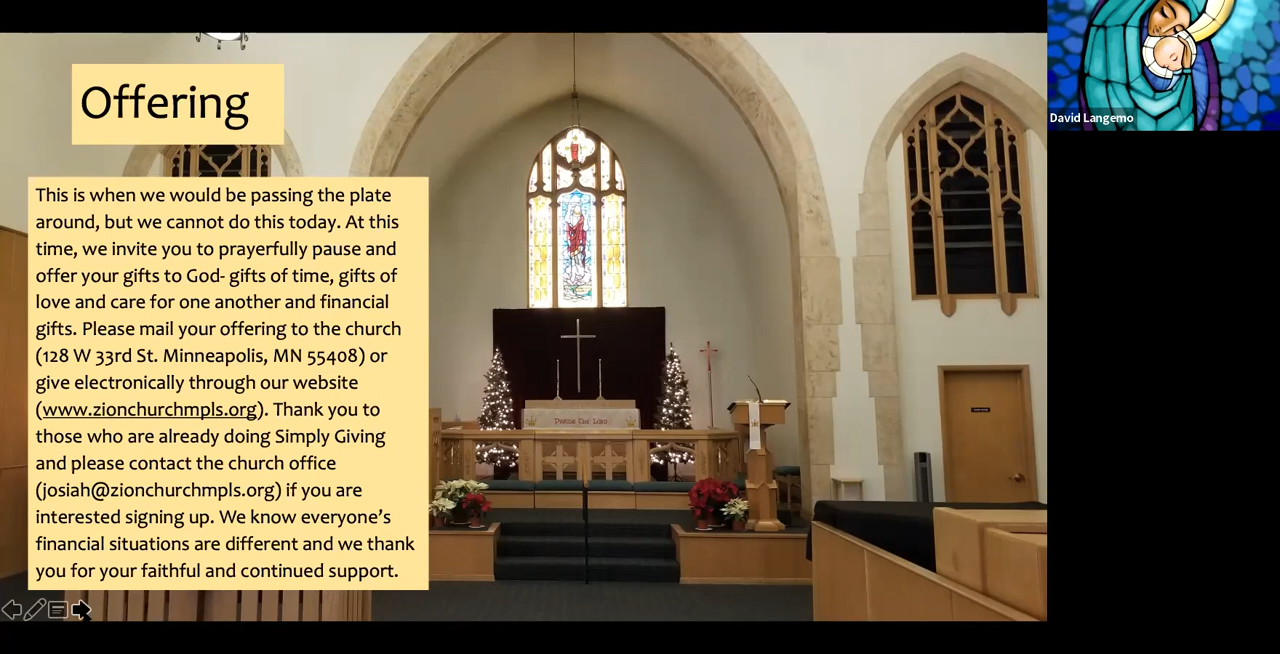 Offering
This is when we would be passing the plate
around, but we cannot do this today. At this
time, we invite you to prayerfully pause and
offer your gifts to God- gifts of time, gifts of
love and care for one another and financial
gifts. Please mail your offering to the church
(128 W 33rd St. Minneapolis, MN 55408) or
give electronically through our website
(www.zionchurchmpls.org). Thank you to
those who are already doing Simply Giving
and please contact the church office
(josiah@zionchurchmpls.org) if you are
interested signing up. We know everyone's
financial situations are different and we thank
you for your faithful and continued support.
Praise The Lord
David Langemo